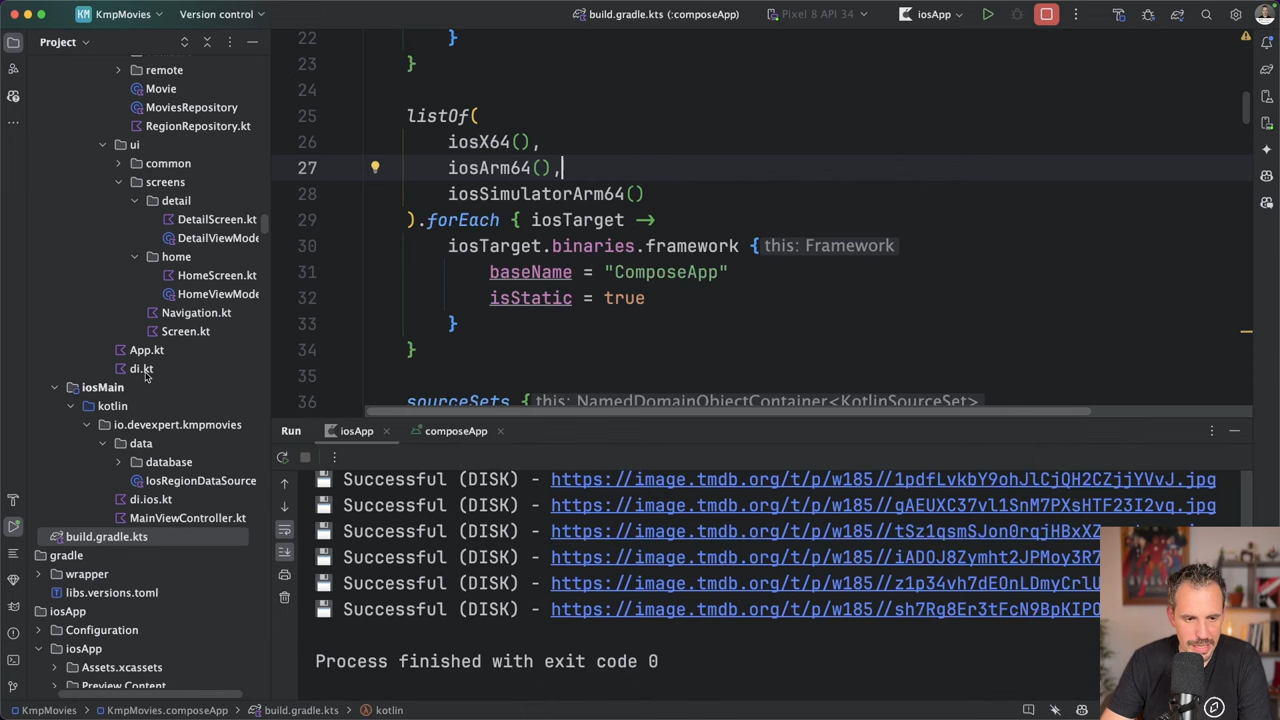 KmpMovies
Version control
build.gradle.kts (:composeApp)
Pixel 8 API 34
iosApp
Project
remote
Movie
MoviesRepository
RegionRepository.kt
ui
common
screens
detail
DetailScreen.kt
DetailViewMode
home
HomeScreen.kt
HomeViewMode
Navigation.kt
Screen.kt
App.kt
di.kt
iosMain
kotlin
io.devexpert.kmpmovies
data
database
IosRegionDataSource
di.ios.kt
MainViewController.kt
build.gradle.kts
gradle
wrapper
libs.versions.toml
iosApp
Configuration
iosApp
Assets.xcassets
Preview Content
22 }
23 }
24
25 listOf(
26 iosX64(),
27 iosArm64(),
28 iosSimulatorArm64()
29 ).forEach { iosTarget ->
30 iosTarget.binaries.framework { this: Framework
31 baseName = "ComposeApp"
32 isStatic = true
33 }
34 }
35
36 sourceSets { this: NamedDomainObjectContainer<KotlinSourceSet>
Run iosApp composeApp
Successful (DISK) - https://image.tmdb.org/t/p/w185//1pdfLvkbY9ohJlCjQH2CZjjYVvJ.jpg
Successful (DISK) - https://image.tmdb.org/t/p/w185//gAEUXC37vl1SnM7PXsHTF23I2vq.jpg
Successful (DISK) - https://image.tmdb.org/t/p/w185//tSz1qsmSJon0rqjHBxXZ
Successful (DISK) - https://image.tmdb.org/t/p/w185//iADOJ8Zymht2JPMoy3R7
Successful (DISK) - https://image.tmdb.org/t/p/w185//z1p34vh7dEOnLDmyCrlU
Successful (DISK) - https://image.tmdb.org/t/p/w185//sh7Rg8Er3tFcN9BpKIPO
Process finished with exit code 0
KmpMovies KmpMovies.composeApp build.gradle.kts kotlin